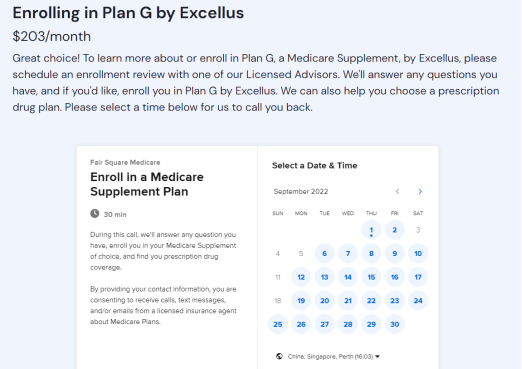 Enrolling in Plan G by Excellus
$203/month
Great choice! To learn more about or enroll in Plan G, a Medicare Supplement, by Excellus, please
schedule an enrollment review with one of our Licensed Advisors. We'll answer any questions you
have, and if you'd like, enroll you in Plan G by Excellus. We can also help you choose a prescription
drug plan. Please select a time below for us to call you back.
Fair Square Medicare
Enroll in a Medicare
Supplement Plan
30 min
During this call, we'll answer any question you
have, enroll you in your Medicare Supplement
of choice, and find you prescription drug
coverage.
By providing your contact information, you are
consenting to receive calls, text messages,
and/or emails from a licensed insurance agent
about Medicare Plans.
Select a Date & Time
September 2022
SUN MON TUE WED THU FRI SAT
1 2 3
4 5 6 7 8 9 10
11 12 13 14 15 16 17
18 19 20 21 22 23 24
25 26 27 28 29 30
China, Singapore, Perth (16:03)